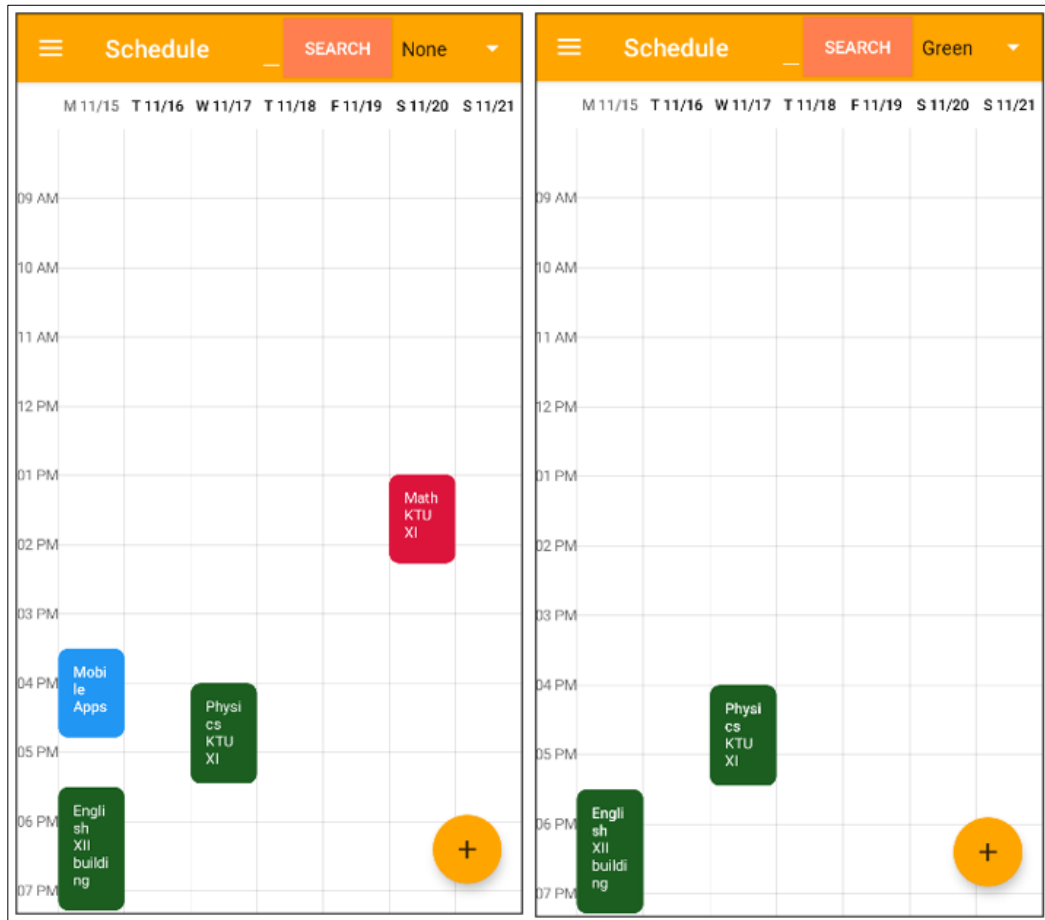 Schedule _ SEARCH None
M 11/15 T 11/16 W 11/17 T 11/18 F 11/19 S 11/20 S 11/21
09 AM
10 AM
11 AM
12 PM
01 PM
Math
KTU
XI
02 PM
03 PM
Mobi
le
Apps
04 PM
Physi
cs
KTU
XI
05 PM
Engli
sh
XII
buildi
ng
06 PM
+
07 PM
Schedule _ SEARCH Green
M 11/15 T 11/16 W 11/17 T 11/18 F 11/19 S 11/20 S 11/21
09 AM
10 AM
11 AM
12 PM
01 PM
02 PM
03 PM
04 PM
Physi
cs
KTU
XI
05 PM
Engli
sh
XII
buildi
ng
06 PM
+
07 PM